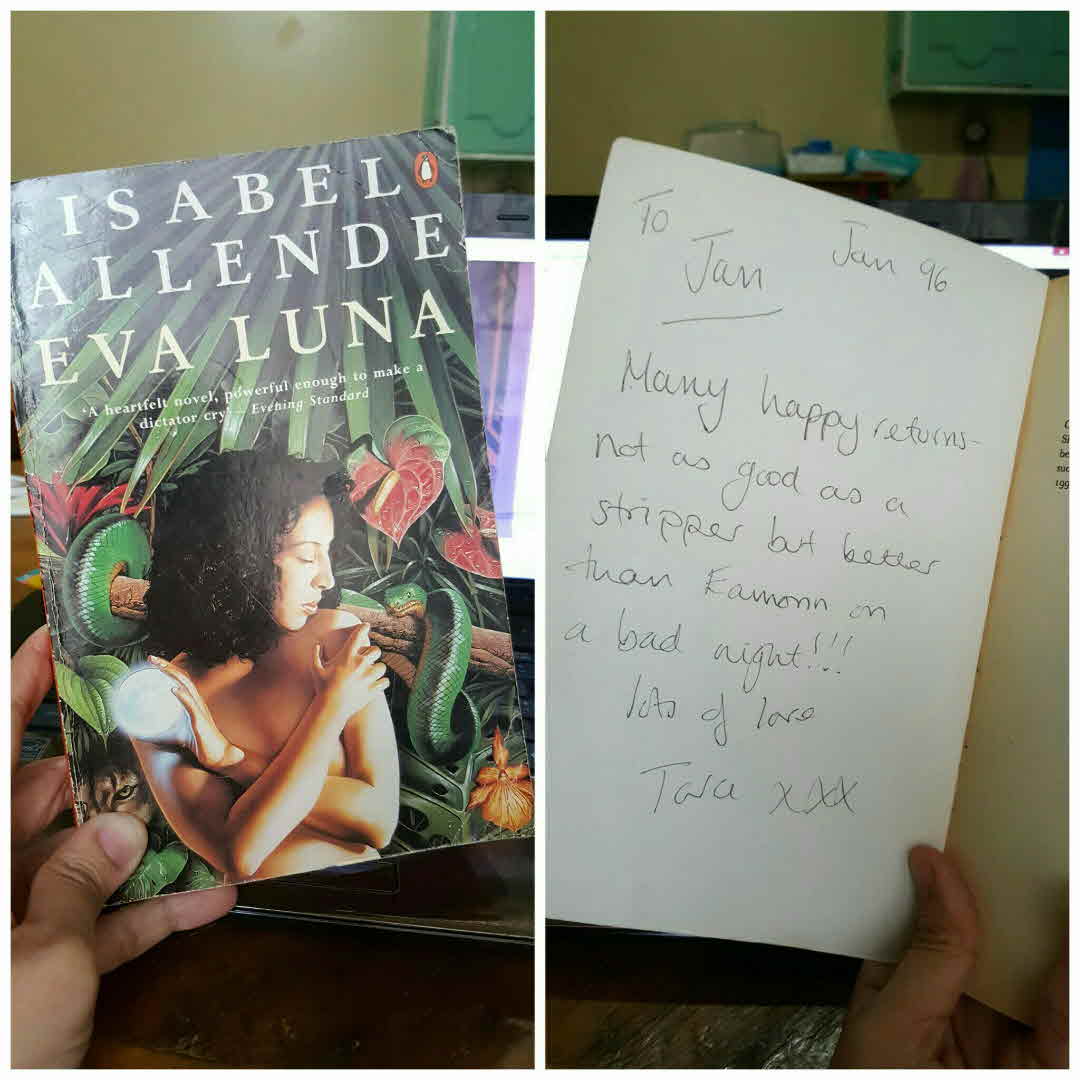 ISABEL
ALLENDE
EVA LUNA
'A heartfelt novel, powerful enough to make a
dictator cry' – Evening Standard
To
Jan
Jan 96
Many happy returns–
not as good as a
stripper but better
than Eamonn on
a bad night!!!
lots of love
Tara xxx